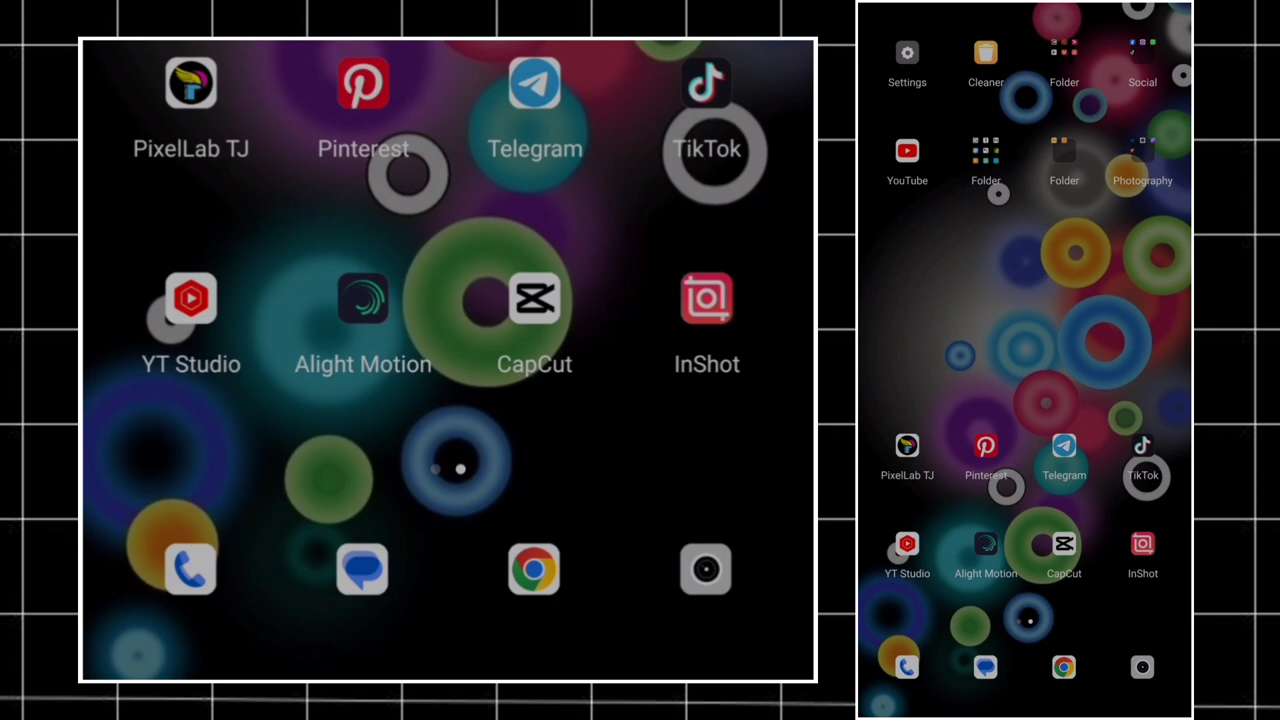 PixelLab TJ Pinterest Telegram TikTok
YT Studio Alight Motion CapCut InShot
Settings Cleaner Folder Social
YouTube Folder Folder Photography
PixelLab TJ Pinterest Telegram TikTok
YT Studio Alight Motion CapCut InShot